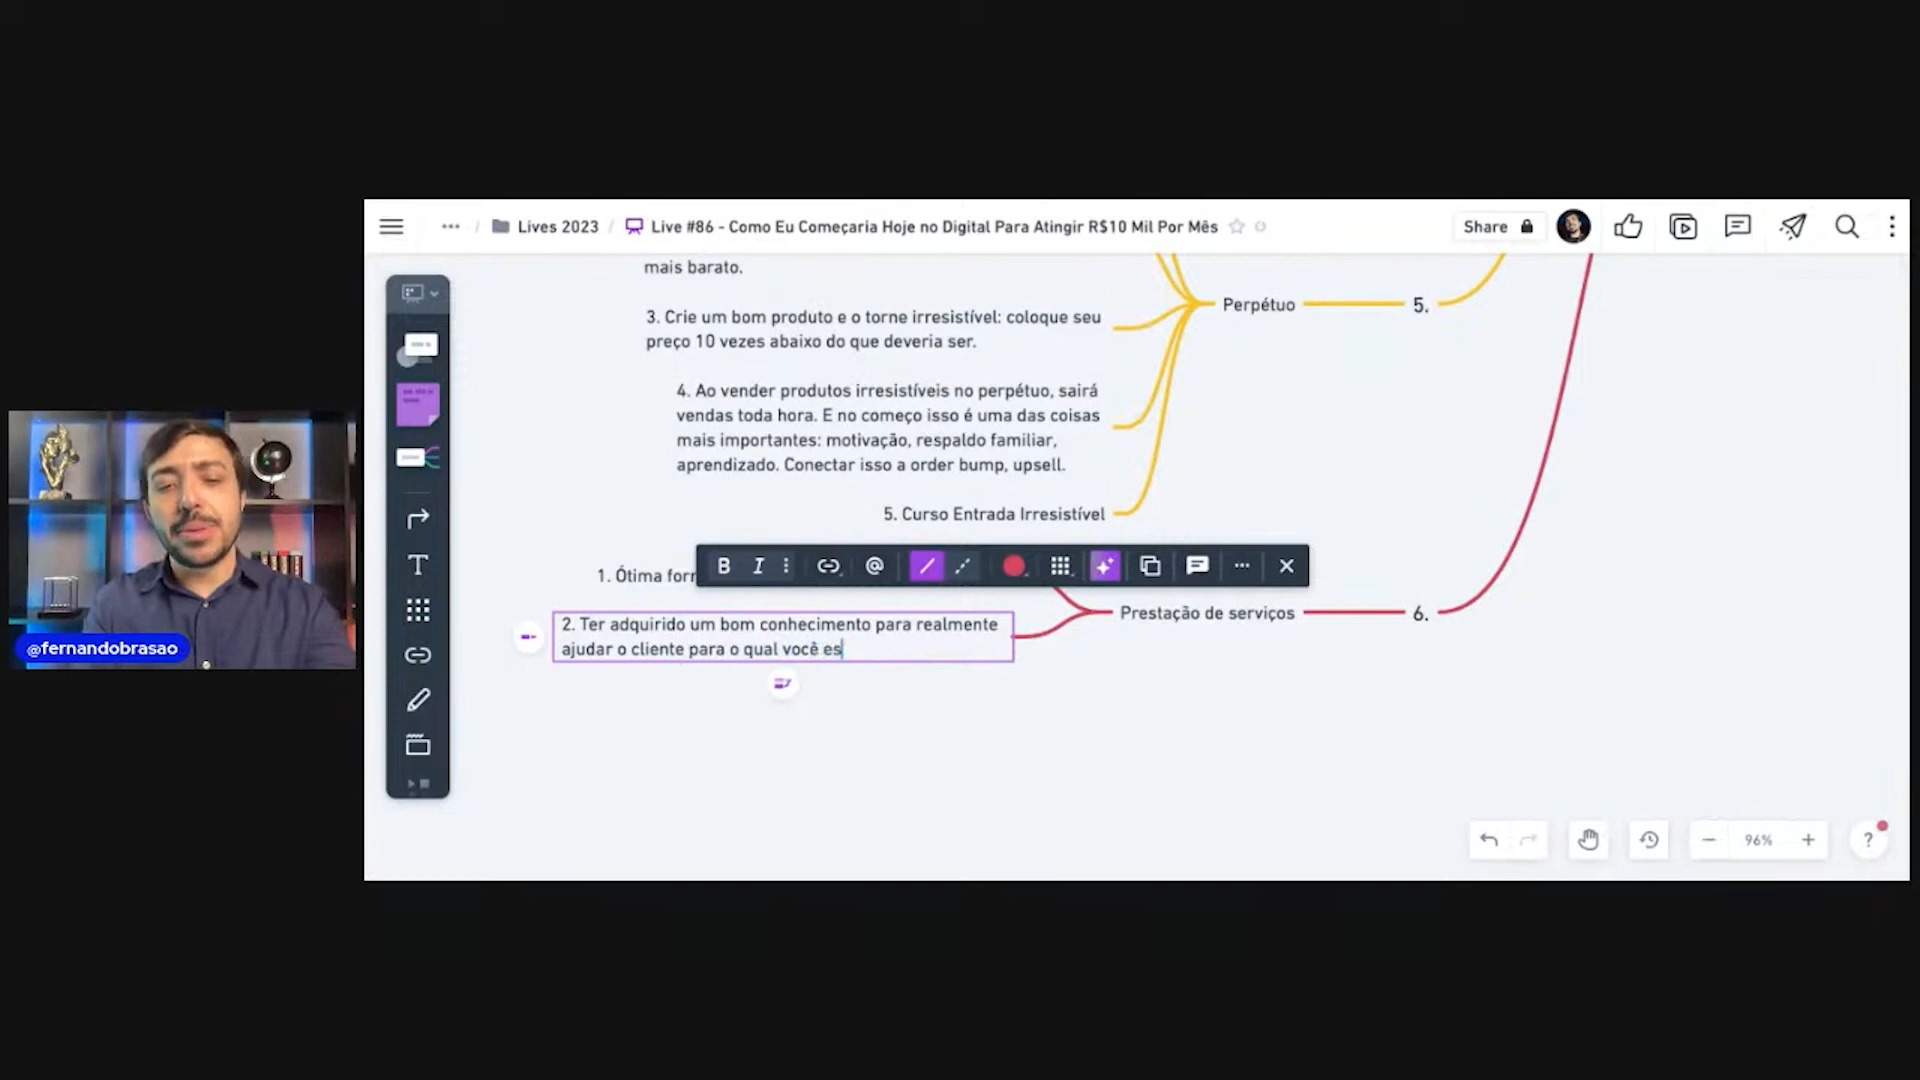 ... / Lives 2023 / Live #86 - Como Eu Começaria Hoje no Digital Para Atingir R$10 Mil Por Mês
Share
mais barato.
3. Crie um bom produto e o torne irresistível: coloque seu
preço 10 vezes abaixo do que deveria ser.
Perpétuo
5.
4. Ao vender produtos irresistíveis no perpétuo, sairá
vendas toda hora. E no começo isso é uma das coisas
mais importantes: motivação, respaldo familiar,
aprendizado. Conectar isso a order bump, upsell.
5. Curso Entrada Irresistível
1. Ótima
B I @
2. Ter adquirido um bom conhecimento para realmente
ajudar o cliente para o qual você es
Prestação de serviços
6.
@fernandobrasao
T
96%
?